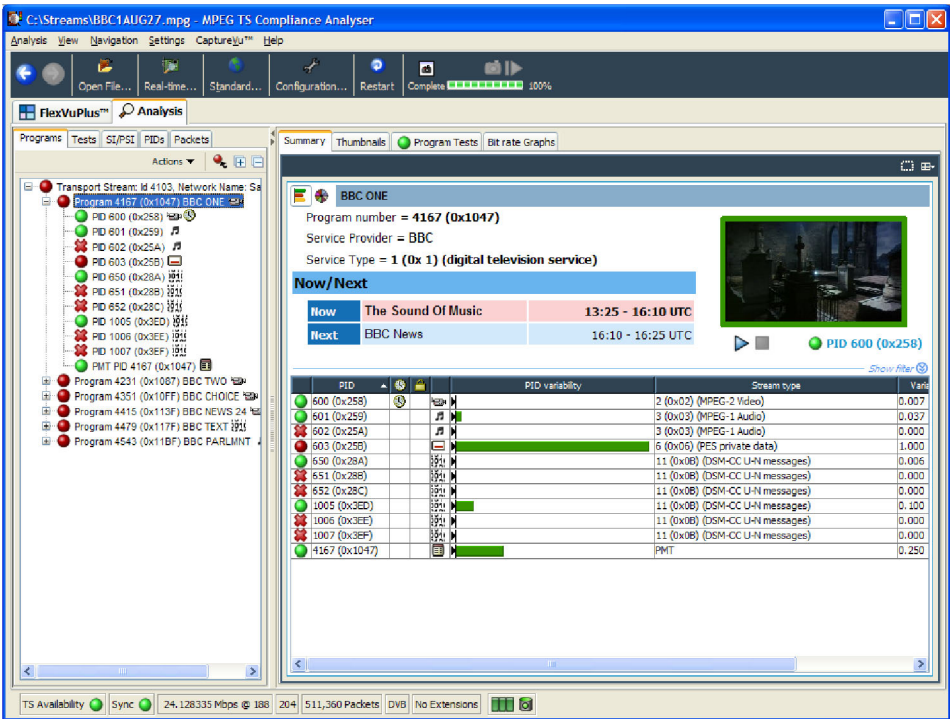 C:\Streams\BBC1AUG27.mpg - MPEG TS Compliance Analyser
Analysis View Navigation Settings CaptureVu™ Help
Open File... Real-time... Standard... Configuration... Restart Complete 100%
FlexVuPlus™ Analysis
Programs Tests SI/PSI PIDs Packets
Actions
Transport Stream: Id 4103, Network Name: Sa
Program 4167 (0x1047) BBC ONE
PID 600 (0x258)
PID 601 (0x259)
PID 602 (0x25A)
PID 603 (0x25B)
PID 650 (0x28A)
PID 651 (0x28B)
PID 652 (0x28C)
PID 1005 (0x3ED)
PID 1006 (0x3EE)
PID 1007 (0x3EF)
PMT PID 4167 (0x1047)
Program 4231 (0x1087) BBC TWO
Program 4351 (0x10FF) BBC CHOICE
Program 4415 (0x113F) BBC NEWS 24
Program 4479 (0x117F) BBC TEXT
Program 4543 (0x11BF) BBC PARLMNT
Summary Thumbnails Program Tests Bit rate Graphs
BBC ONE
Program number = 4167 (0x1047)
Service Provider = BBC
Service Type = 1 (0x 1) (digital television service)
Now/Next
Now The Sound Of Music 13:25 - 16:10 UTC
Next BBC News 16:10 - 16:25 UTC
PID 600 (0x258)
Show filter
PID PID variability Stream type Varia
600 (0x258) 2 (0x02) (MPEG-2 Video) 0.007
601 (0x259) 3 (0x03) (MPEG-1 Audio) 0.037
602 (0x25A) 3 (0x03) (MPEG-1 Audio) 0.000
603 (0x25B) 6 (0x06) (PES private data) 1.000
650 (0x28A) 11 (0x0B) (DSM-CC U-N messages) 0.006
651 (0x28B) 11 (0x0B) (DSM-CC U-N messages) 0.000
652 (0x28C) 11 (0x0B) (DSM-CC U-N messages) 0.000
1005 (0x3ED) 11 (0x0B) (DSM-CC U-N messages) 0.100
1006 (0x3EE) 11 (0x0B) (DSM-CC U-N messages) 0.000
1007 (0x3EF) 11 (0x0B) (DSM-CC U-N messages) 0.000
4167 (0x1047) PMT 0.250
TS Availability Sync 24.128335 Mbps @ 188 204 511,360 Packets DVB No Extensions